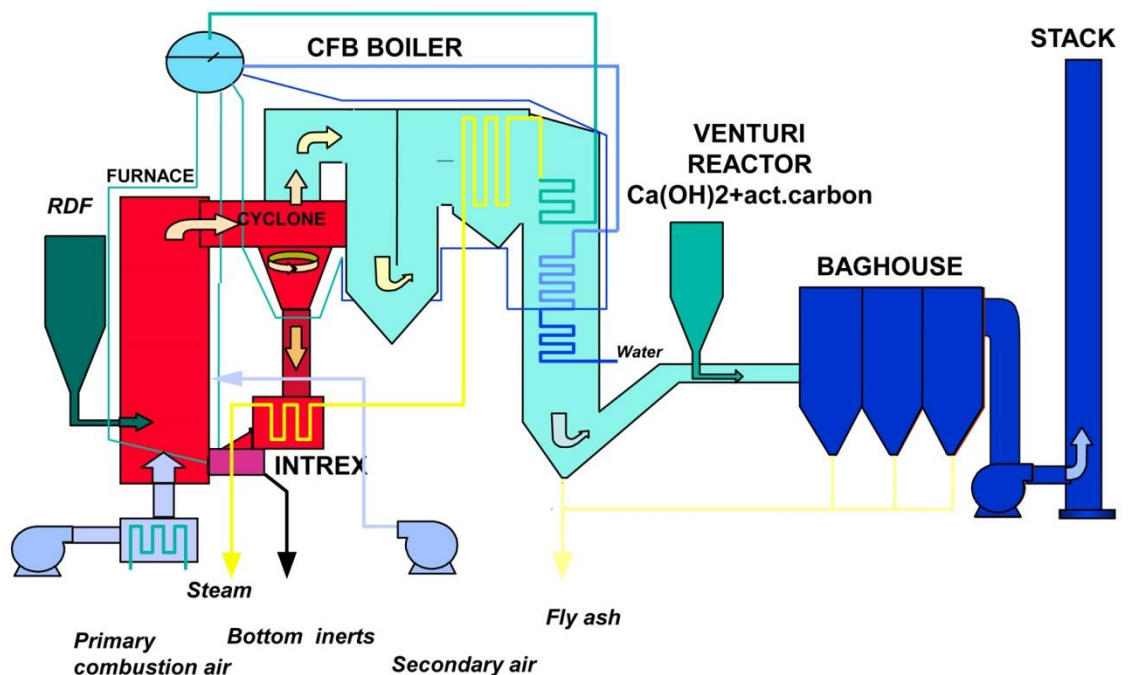 CFB BOILER
STACK
VENTURI
REACTOR
Ca(OH)2+act.carbon
FURNACE
RDF
CYCLONE
BAGHOUSE
Water
INTREX
Steam
Fly ash
Bottom inerts
Primary
combustion air
Secondary air